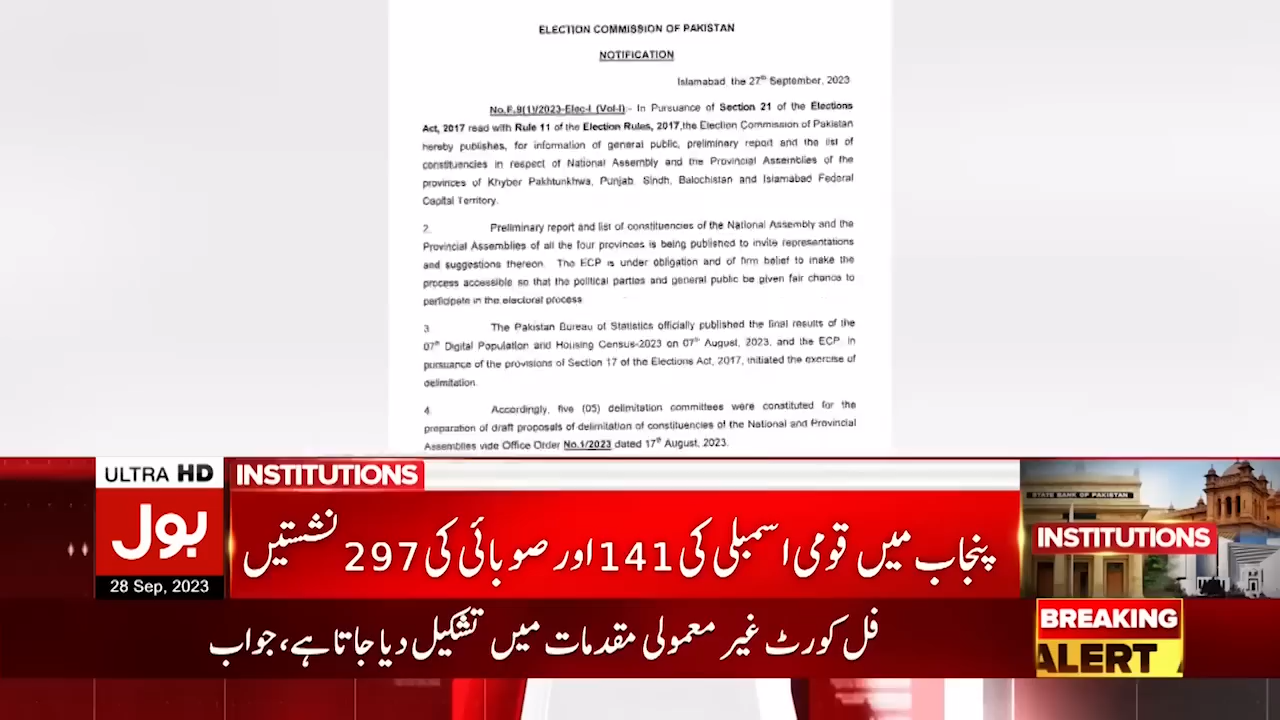 ELECTION COMMISSION OF PAKISTAN
NOTIFICATION
Islamabad the 27th September, 2023
No.F.8(1)/2023-Elec-I (Vol-I):- In Pursuance of Section 21 of the Elections
Act, 2017 read with Rule 11 of the Election Rules, 2017,the Election Commission of Pakistan
hereby publishes, for information of general public, preliminary report and the list of
constituencies in respect of National Assembly and the Provincial Assemblies of the
provinces of Khyber Pakhtunkhwa, Punjab, Sindh, Balochistan and Islamabad Federal
Capital Territory.
2. Preliminary report and list of constituencies of the National Assembly and the
Provincial Assemblies of all the four provinces is being published to invite representations
and suggestions thereon. The ECP is under obligation and of firm belief to make the
process accessible so that the political parties and general public be given fair chance to
participate in the electoral process
3. The Pakistan Bureau of Statistics officially published the final results of the
07th Digital Population and Housing Census-2023 on 07th August, 2023, and the ECP, in
pursuance of the provisions of Section 17 of the Elections Act, 2017, initiated the exercise of
delimitation.
4. Accordingly, five (05) delimitation committees were constituted for the
preparation of draft proposals of delimitation of constituencies of the National and Provincial
Assemblies vide Office Order No.1/2023 dated 17th August, 2023.
ULTRA HD
INSTITUTIONS
بول
28 Sep, 2023
پنجاب میں قومی اسمبلی کی 141 اور صوبائی کی 297 نشستیں
STATE BANK OF PAKISTAN
INSTITUTIONS
فل کورٹ غیر معمولی مقدمات میں تشکیل دیا جاتا ہے، جواب
BREAKING
ALERT